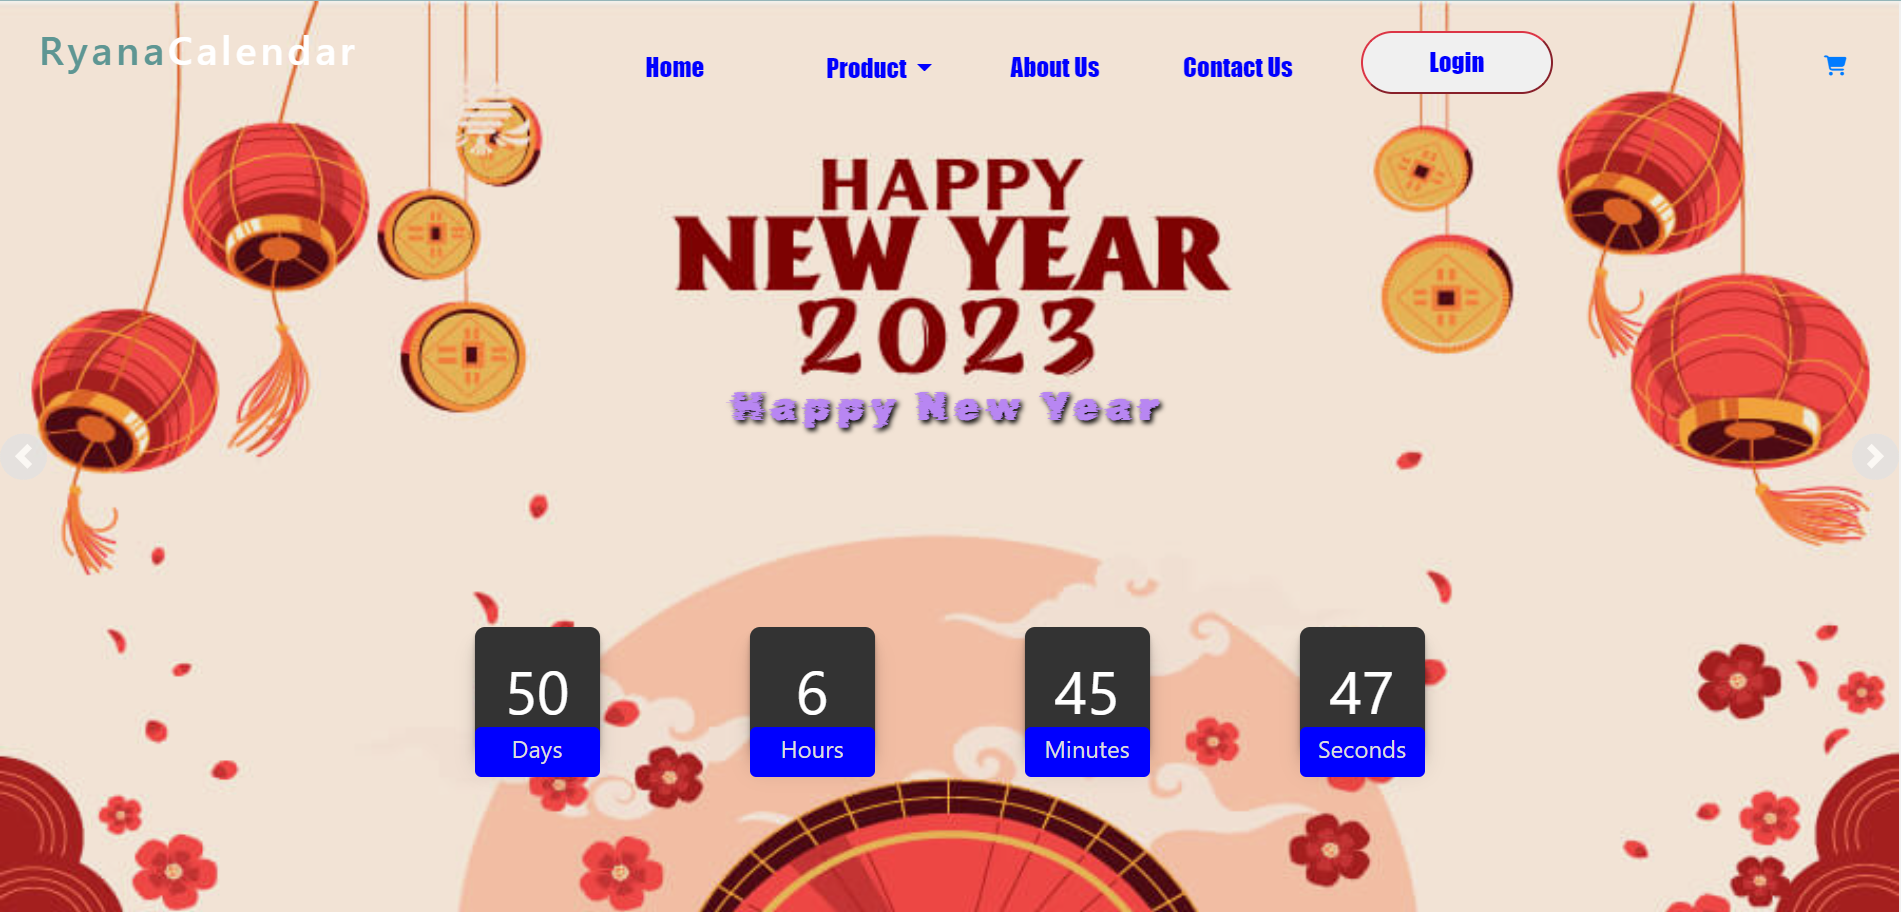 RyanaCalendar
Home
Product
About Us
Contact Us
Login
HAPPY
NEW YEAR
2023
Happy New Year
50
Days
6
Hours
45
Minutes
47
Seconds